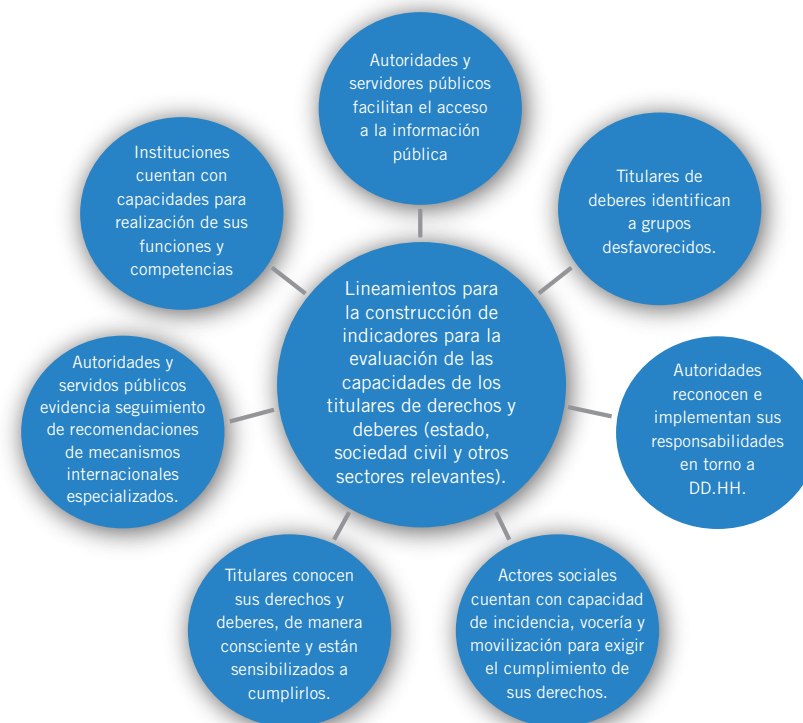 Autoridades y
servidores públicos
facilitan el acceso
a la información
pública
Instituciones
cuentan con
capacidades para
realización de sus
funciones y
competencias
Titulares de
deberes identifican
a grupos
desfavorecidos.
Lineamientos para
la construcción de
indicadores para la
evaluación de las
capacidades de los
titulares de derechos y
deberes (estado,
sociedad civil y otros
sectores relevantes).
Autoridades y
servidos públicos
evidencia seguimiento
de recomendaciones
de mecanismos
internacionales
especializados.
Autoridades
reconocen e
implementan sus
responsabilidades
en torno a
DD.HH.
Titulares conocen
sus derechos y
deberes, de manera
consciente y están
sensibilizados a
cumplirlos.
Actores sociales
cuentan con capacidad
de incidencia, vocería y
movilización para exigir
el cumplimiento de
sus derechos.